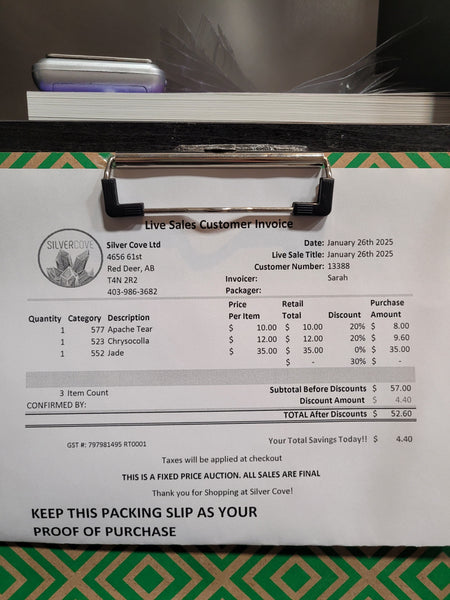 Live Sales Customer Invoice
SILVERCOVE
Silver Cove Ltd
4656 61st
Red Deer, AB
T4N 2R2
403-986-3682
Date: January 26th 2025
Live Sale Title: January 26th 2025
Customer Number: 13388
Invoicer: Sarah
Packager:
Quantity Category Description Price Per Item Retail Total Discount Purchase Amount
1 577 Apache Tear $ 10.00 $ 10.00 20% $ 8.00
1 523 Chrysocolla $ 12.00 $ 12.00 20% $ 9.60
1 552 Jade $ 35.00 $ 35.00 0% $ 35.00
$ - 30% $ -
3 Item Count
Subtotal Before Discounts $ 57.00
CONFIRMED BY:
Discount Amount $ 4.40
TOTAL After Discounts $ 52.60
GST #: 797981495 RT0001
Your Total Savings Today!! $ 4.40
Taxes will be applied at checkout
THIS IS A FIXED PRICE AUCTION. ALL SALES ARE FINAL
Thank you for Shopping at Silver Cove!
KEEP THIS PACKING SLIP AS YOUR
PROOF OF PURCHASE